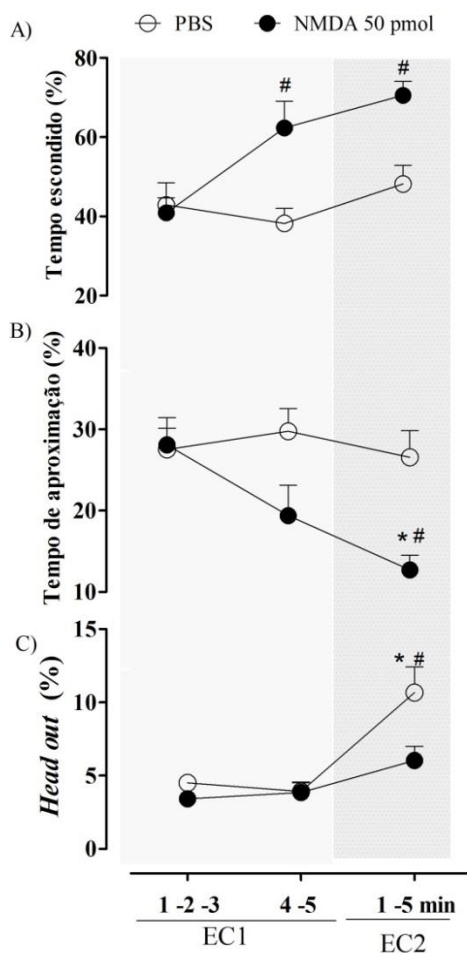 PBS NMDA 50 pmol
A)
Tempo escondido (%)
80
60
40
20
# #
B)
Tempo de aproximação (%)
40
30
20
10
* #
C)
Head out (%)
15
10
5
0
* #
1 -2 -3 4 -5 1 -5 min
EC1 EC2